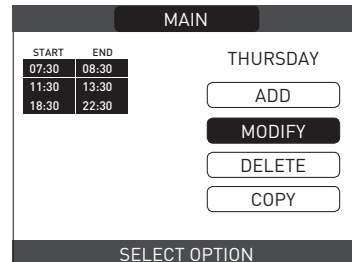 MAIN
START END
07:30 08:30
11:30 13:30
18:30 22:30
THURSDAY
ADD
MODIFY
DELETE
COPY
SELECT OPTION